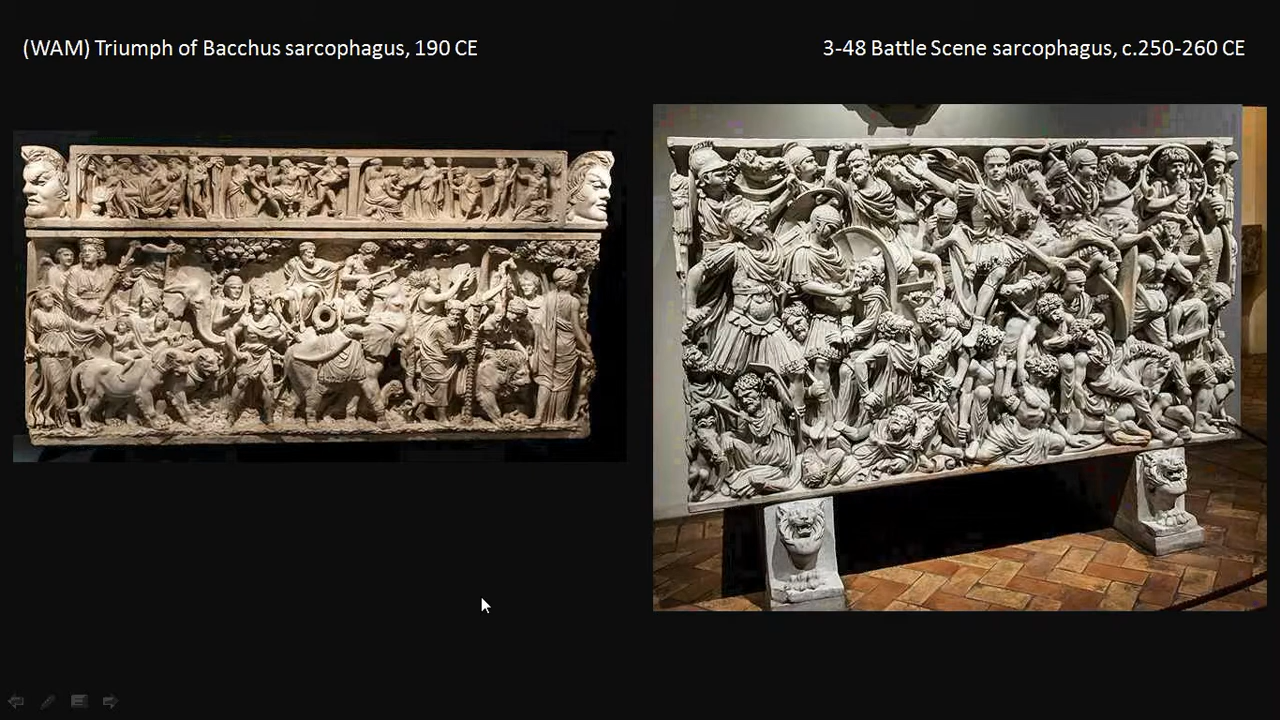 (WAM) Triumph of Bacchus sarcophagus, 190 CE
3-48 Battle Scene sarcophagus, c.250-260 CE